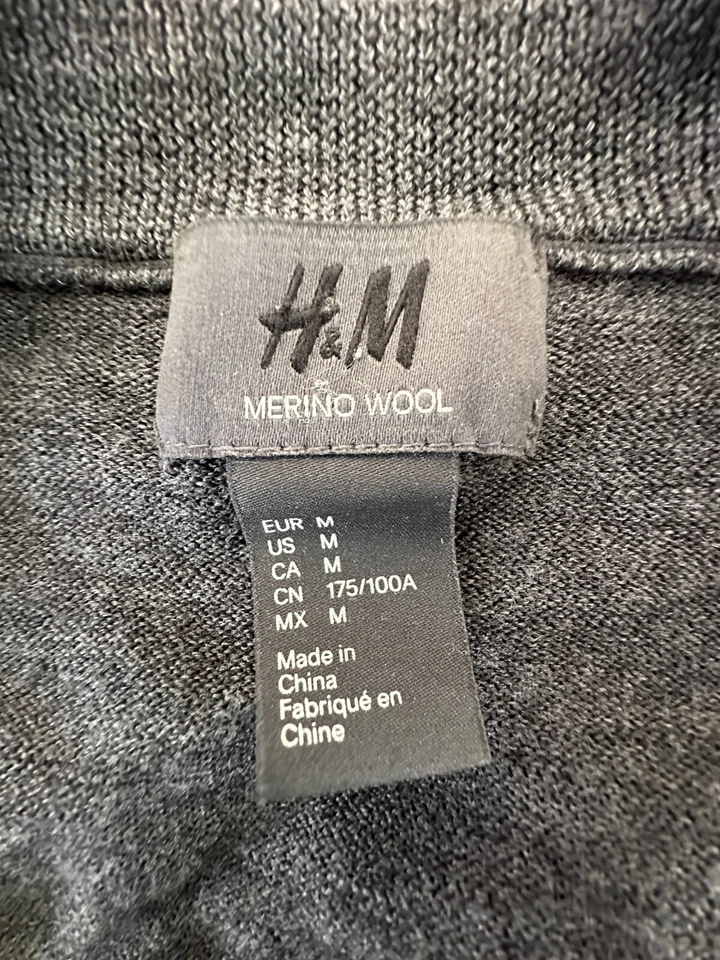 H&M
MERINO WOOL
EUR M
US M
CA M
CN 175/100A
MX M
Made in
China
Fabriqué en
Chine